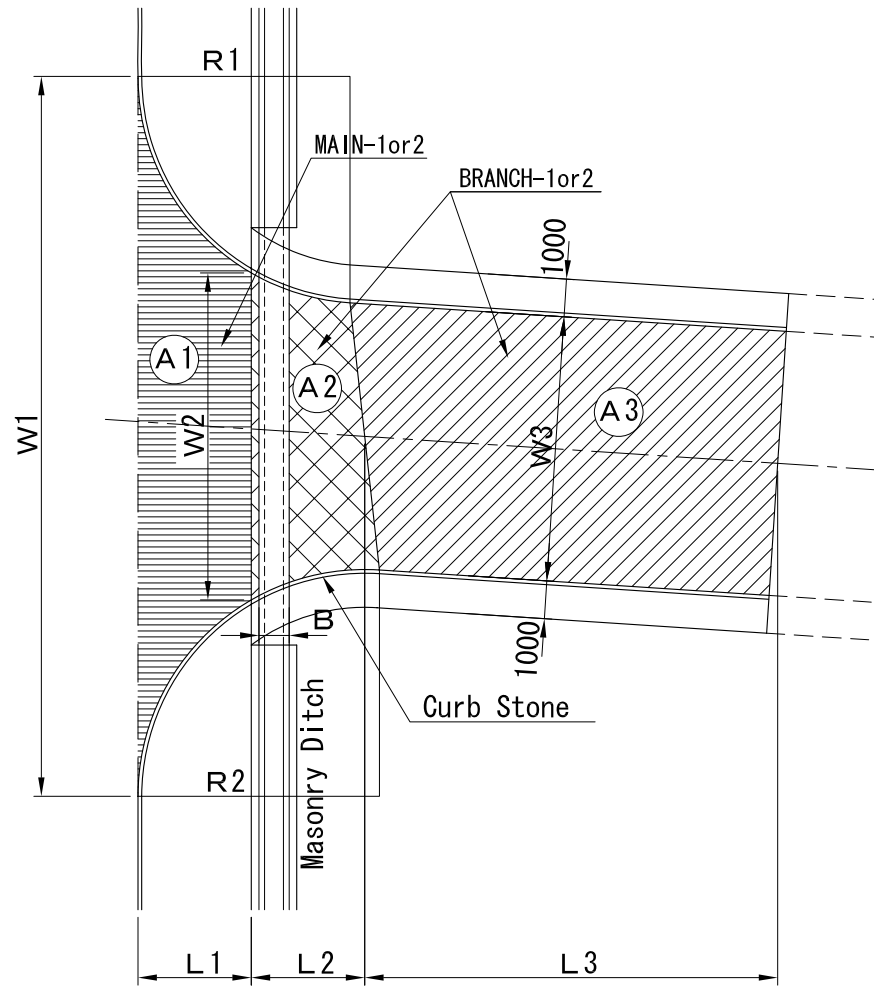 R1
MAIN-1or2
BRANCH-1or2
1000
A1
A2
A3
W1
W2
W3
B
1000
Curb Stone
R2
Masonry Ditch
L1
L2
L3